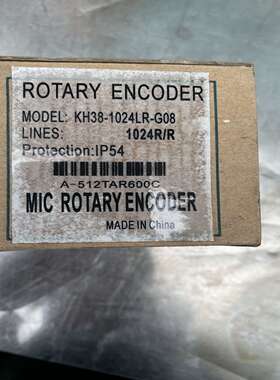 ROTARY ENCODER
MODEL: KH38-1024LR-G08
LINES: 1024R/R
Protection:IP54
A-512TAR600C
MIC ROTARY ENCODER
MADE IN China